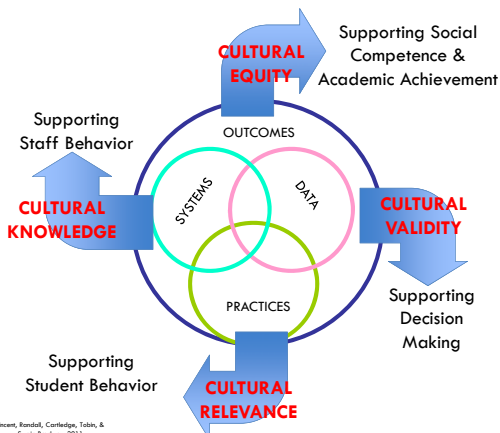 CULTURAL
EQUITY
Supporting Social
Competence &
Academic Achievement
Supporting
Staff Behavior
OUTCOMES
SYSTEMS
DATA
CULTURAL
KNOWLEDGE
CULTURAL
VALIDITY
Supporting
Decision
Making
PRACTICES
Supporting
Student Behavior
CULTURAL
RELEVANCE
Randall, Cartledge, Tobin, &